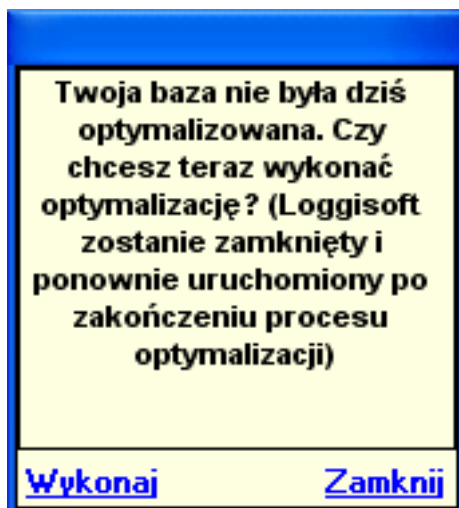 Twoja baza nie była dziś
optymalizowana. Czy
chcesz teraz wykonać
optymalizację? (Loggisoft
zostanie zamknięty i
ponownie uruchomiony po
zakończeniu procesu
optymalizacji)
Wykonaj Zamknij